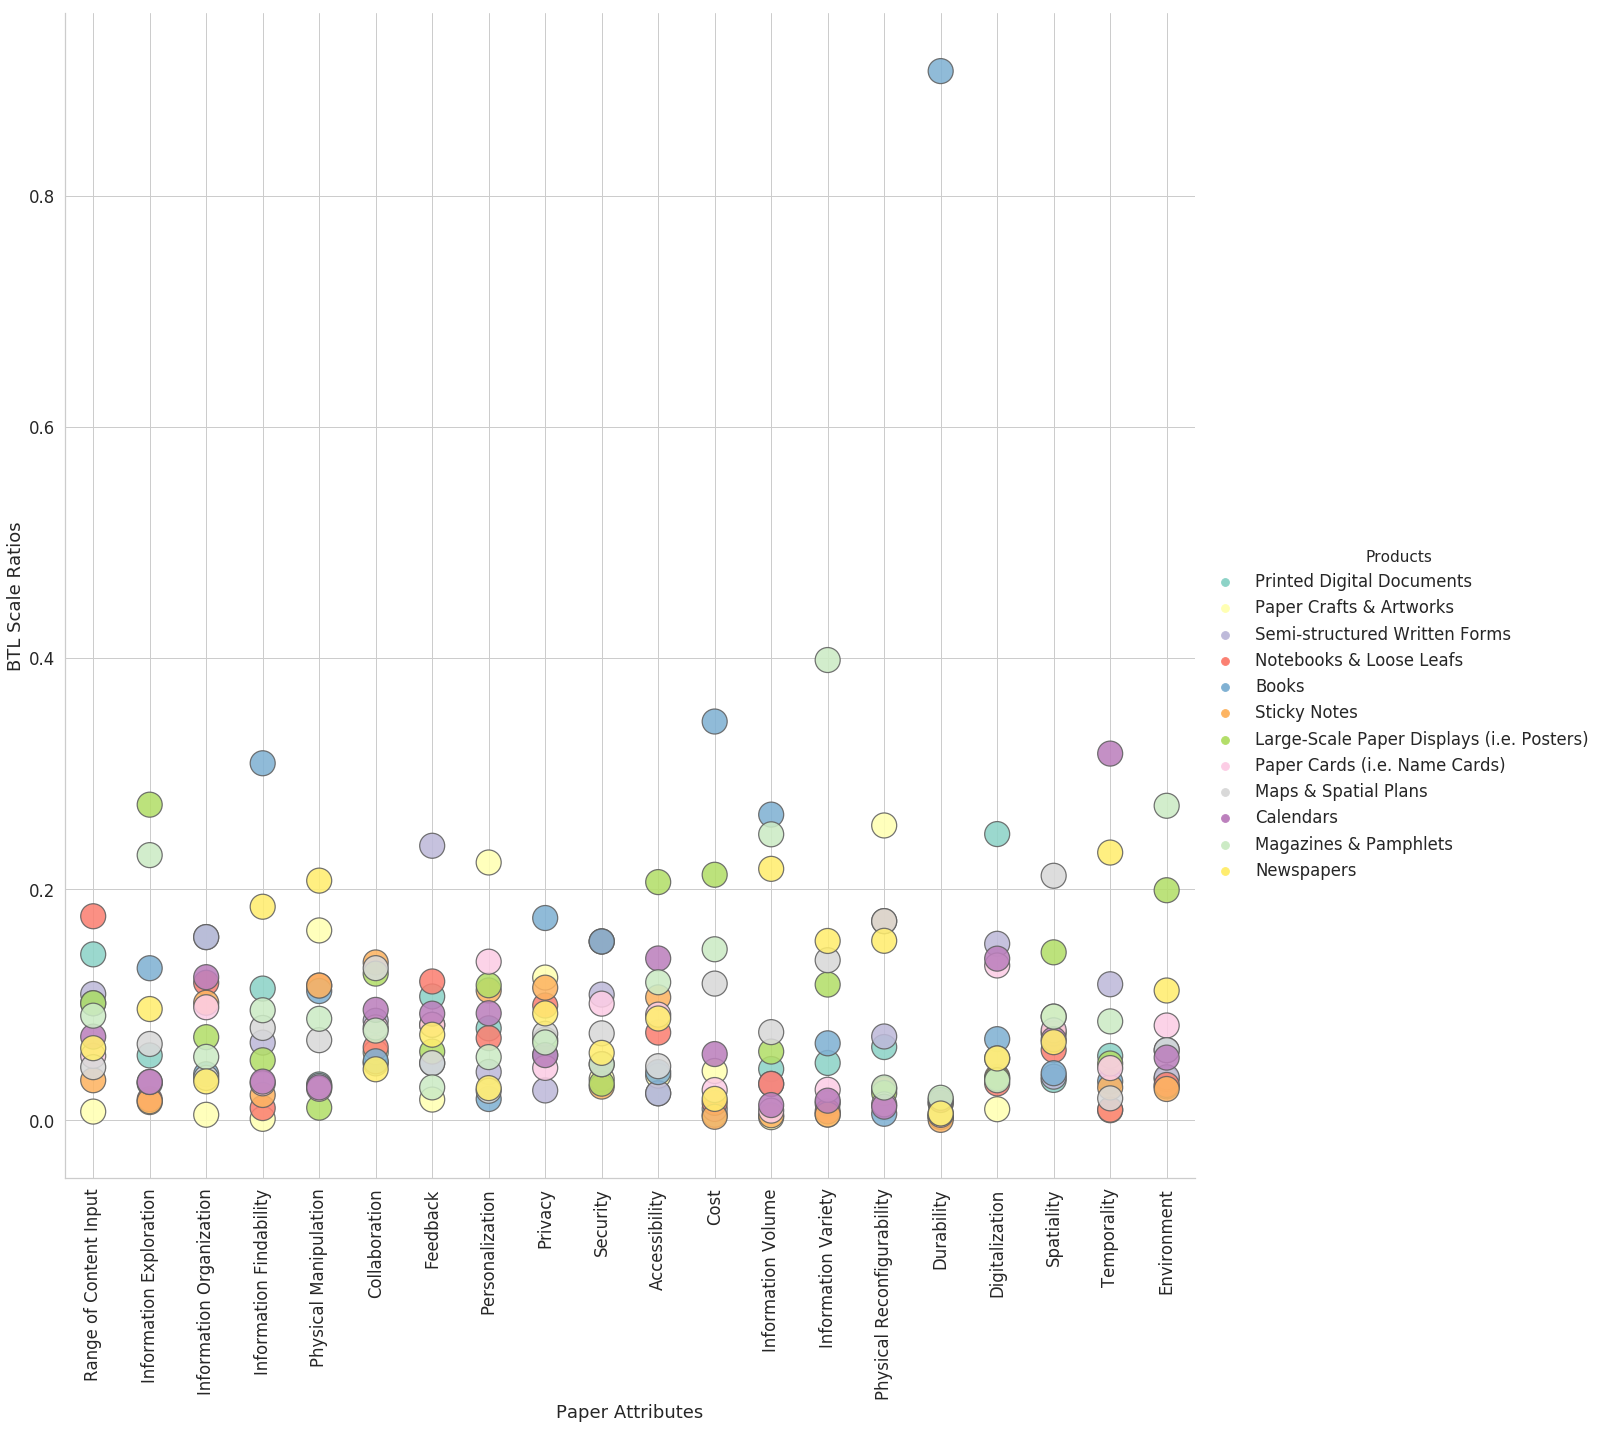 BTL Scale Ratios
0.8
0.6
0.4
0.2
0.0
Range of Content Input
Information Exploration
Information Organization
Information Findability
Physical Manipulation
Collaboration
Feedback
Personalization
Privacy
Security
Accessibility
Cost
Information Volume
Information Variety
Physical Reconfigurability
Durability
Digitalization
Spatiality
Temporality
Environment
Paper Attributes
Products
Printed Digital Documents
Paper Crafts & Artworks
Semi-structured Written Forms
Notebooks & Loose Leafs
Books
Sticky Notes
Large-Scale Paper Displays (i.e. Posters)
Paper Cards (i.e. Name Cards)
Maps & Spatial Plans
Calendars
Magazines & Pamphlets
Newspapers